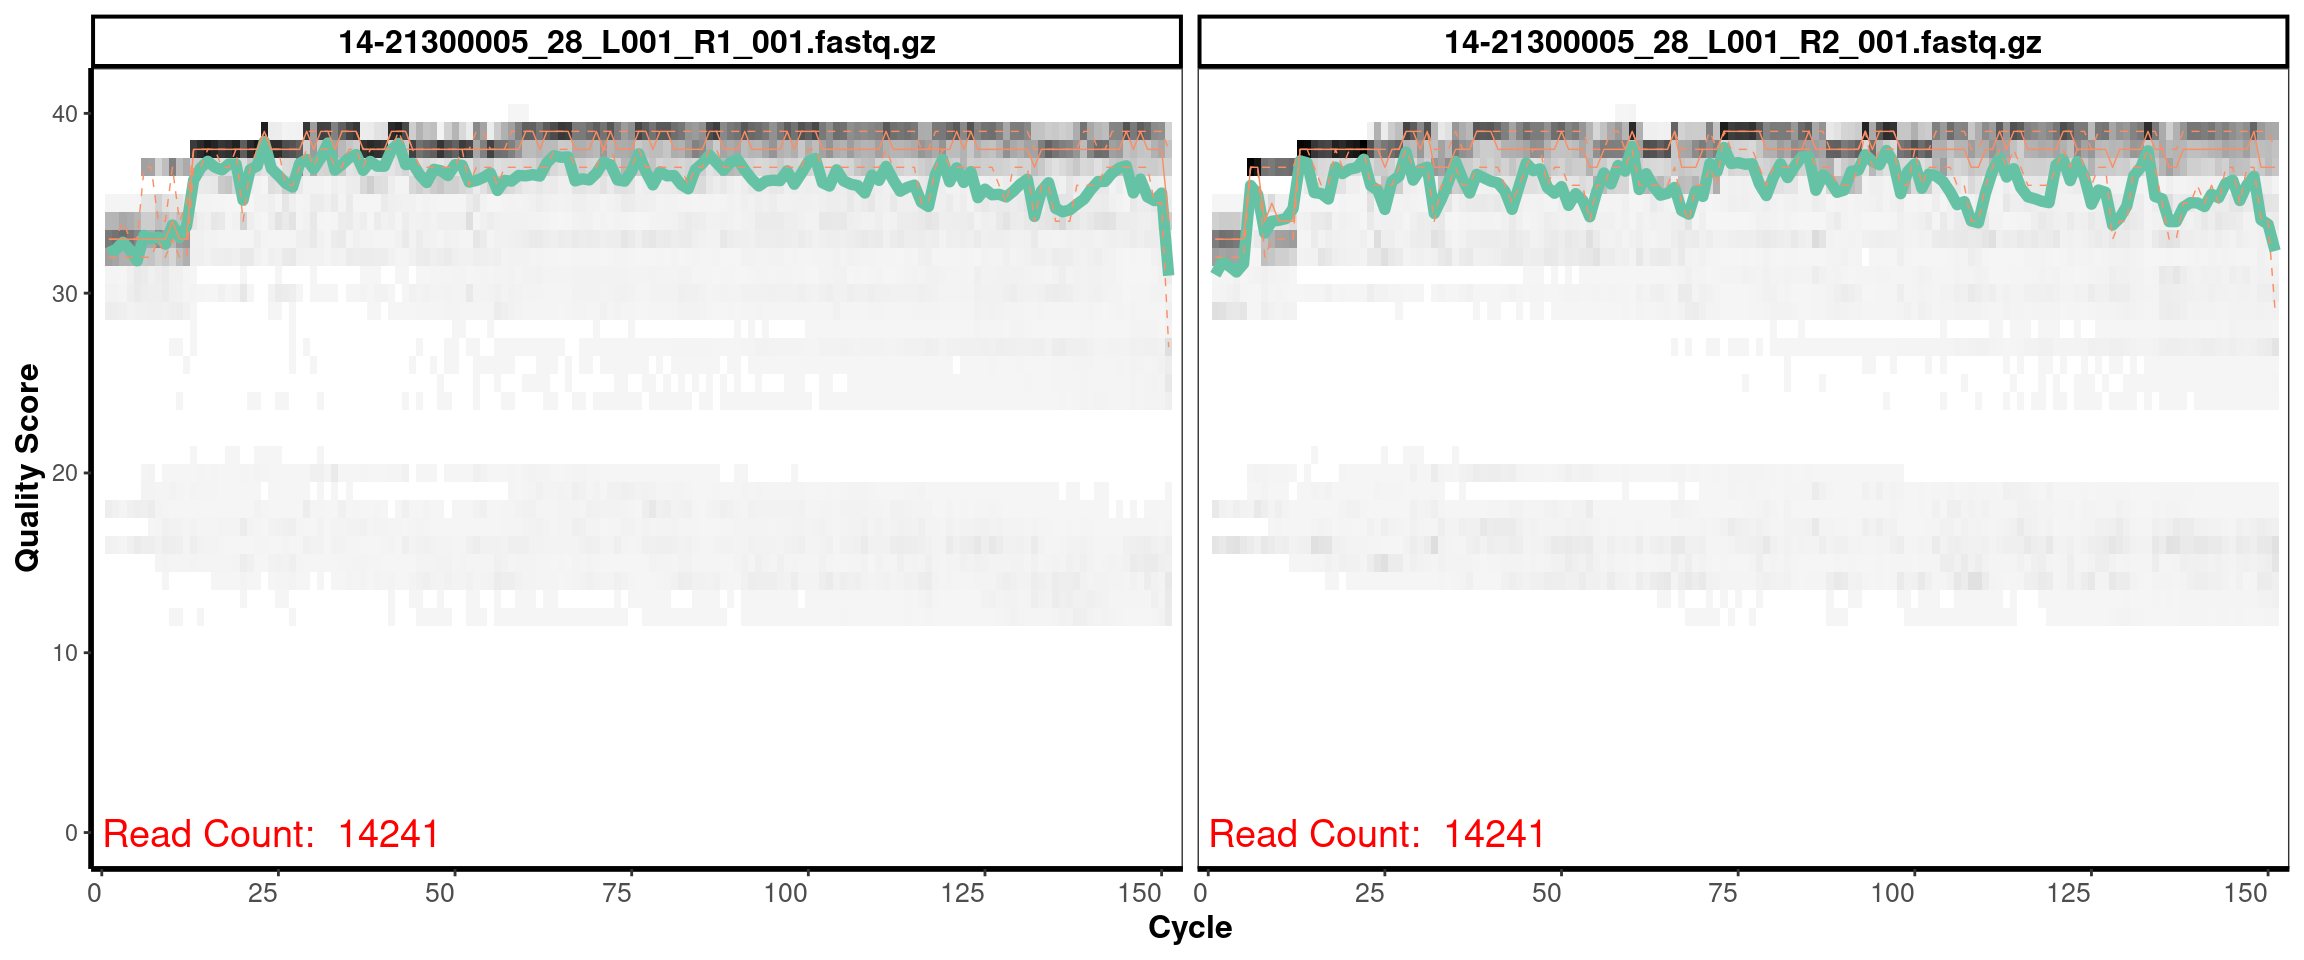 14-21300005_28_L001_R1_001.fastq.gz
14-21300005_28_L001_R2_001.fastq.gz
Quality Score
40
30
20
10
0
Read Count: 14241
Read Count: 14241
0 25 50 75 100 125 150
0 25 50 75 100 125 150
Cycle